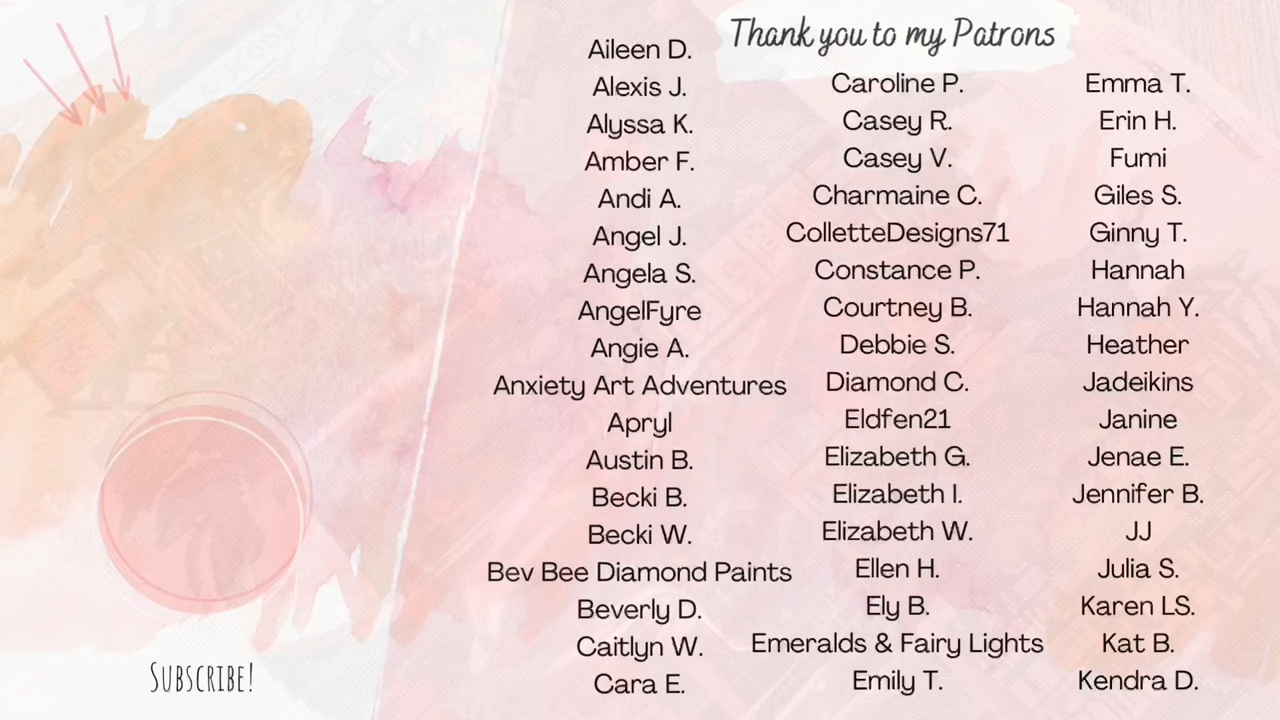 Thank you to my Patrons
Aileen D.
Alexis J.
Alyssa K.
Amber F.
Andi A.
Angel J.
Angela S.
AngelFyre
Angie A.
Anxiety Art Adventures
Apryl
Austin B.
Becki B.
Becki W.
Bev Bee Diamond Paints
Beverly D.
Caitlyn W.
Cara E.
Caroline P.
Casey R.
Casey V.
Charmaine C.
ColletteDesigns71
Constance P.
Courtney B.
Debbie S.
Diamond C.
Eldfen21
Elizabeth G.
Elizabeth I.
Elizabeth W.
Ellen H.
Ely B.
Emeralds & Fairy Lights
Emily T.
Emma T.
Erin H.
Fumi
Giles S.
Ginny T.
Hannah
Hannah Y.
Heather
Jadeikins
Janine
Jenae E.
Jennifer B.
JJ
Julia S.
Karen LS.
Kat B.
Kendra D.
Subscribe!